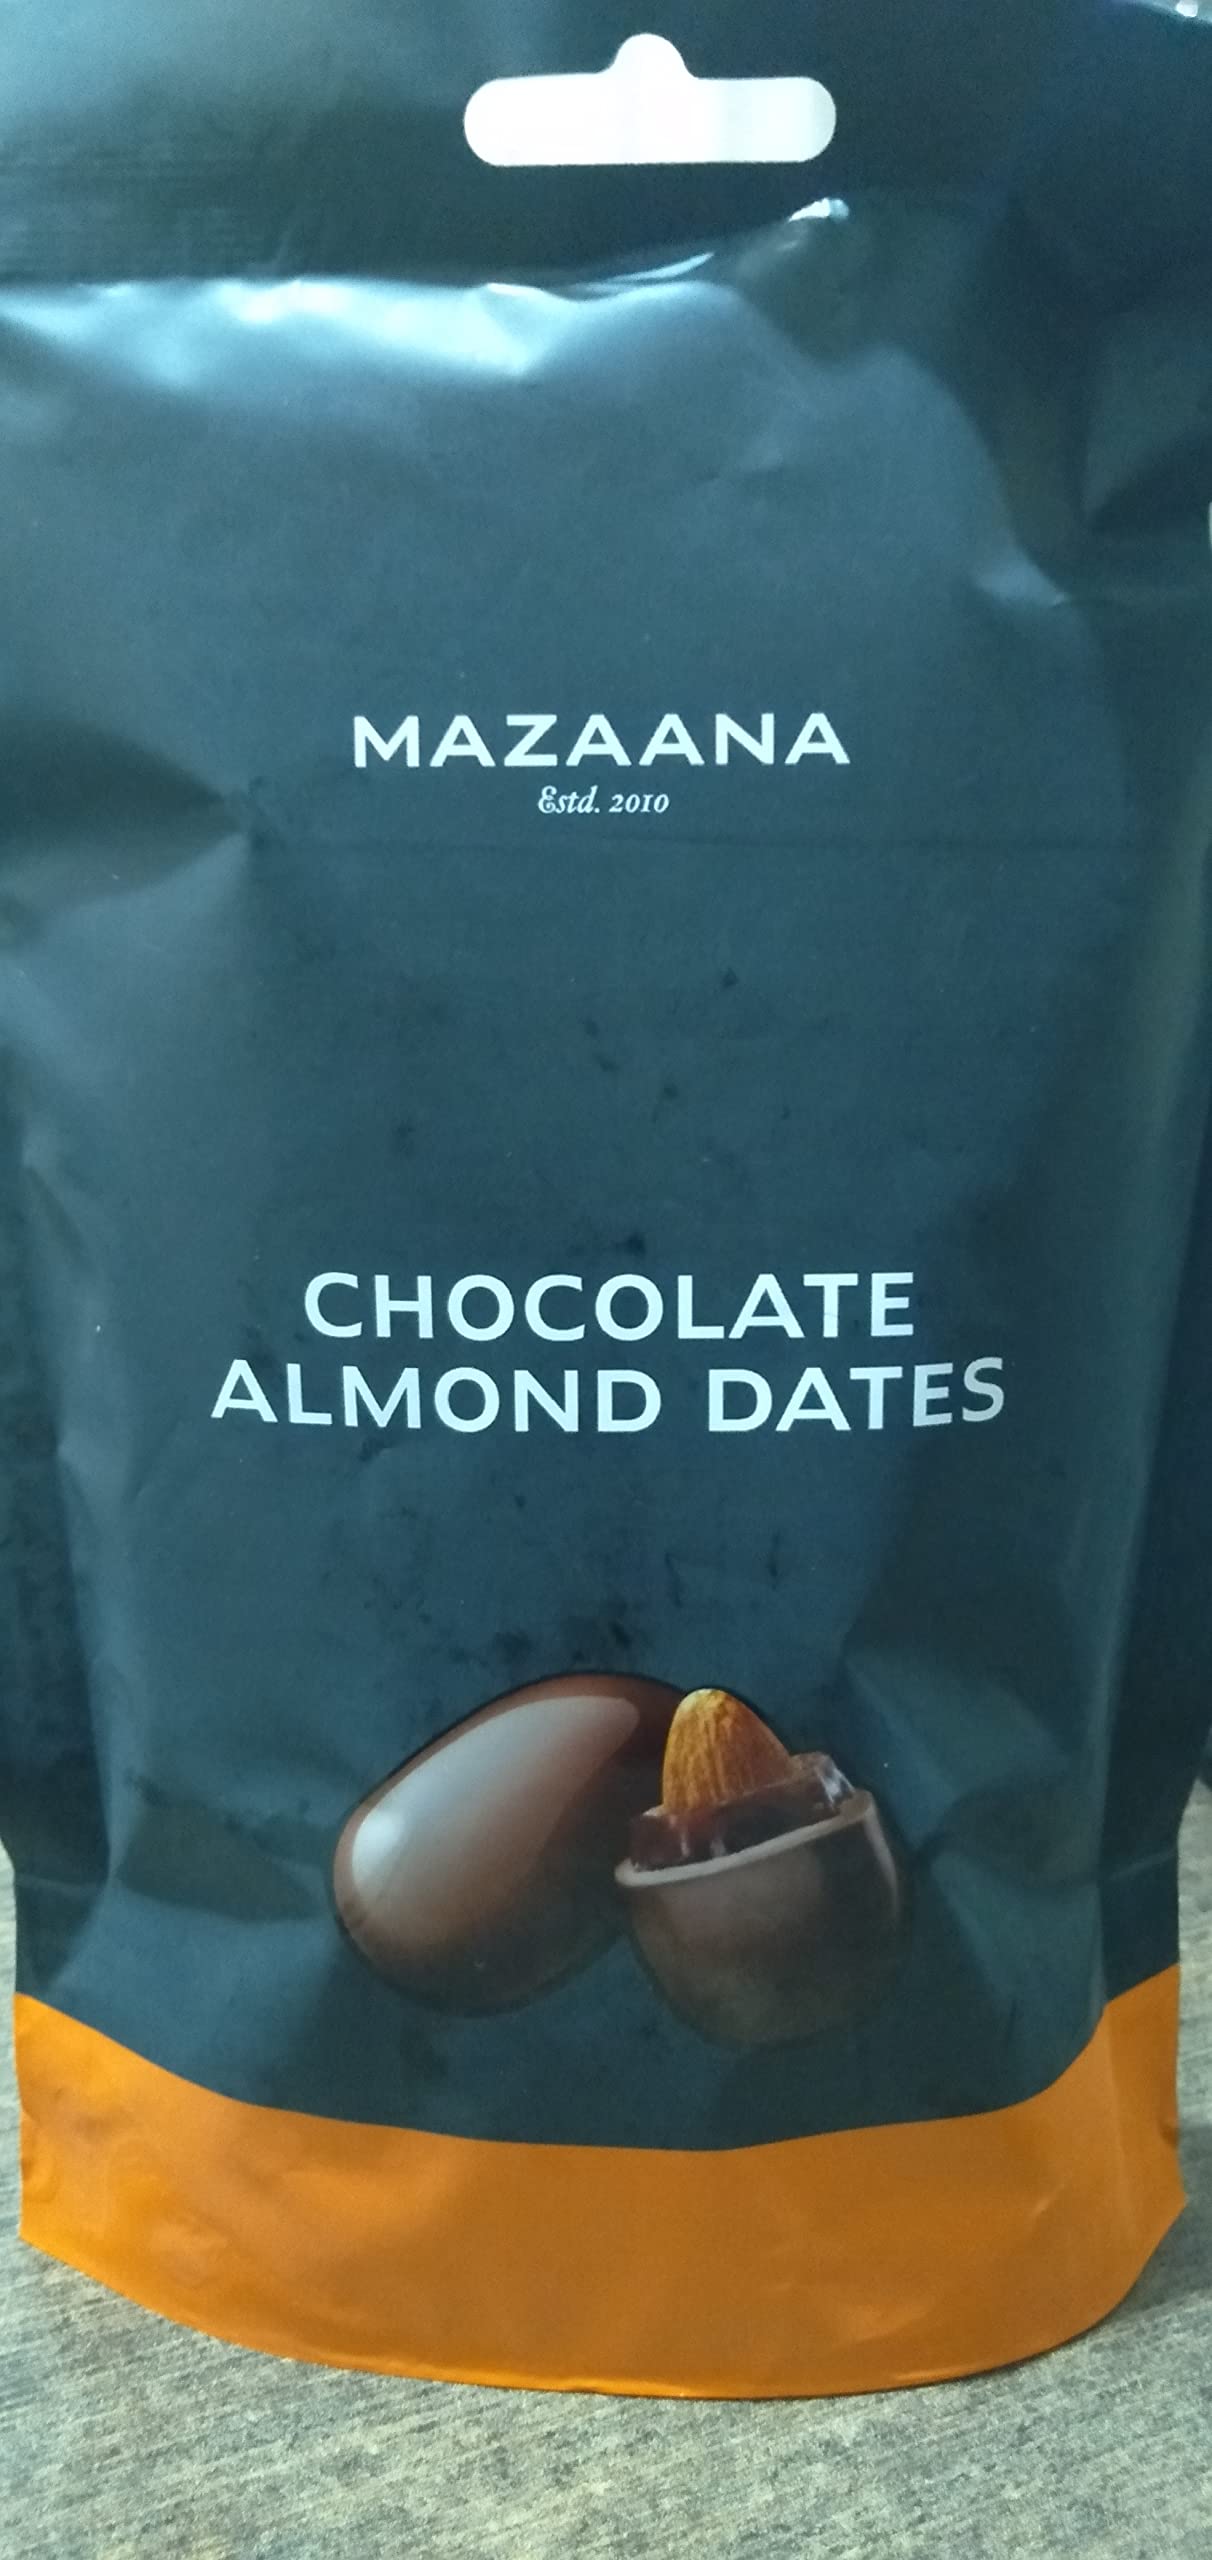 MAZAANA
Estd. 2010
CHOCOLATE
ALMOND DATES